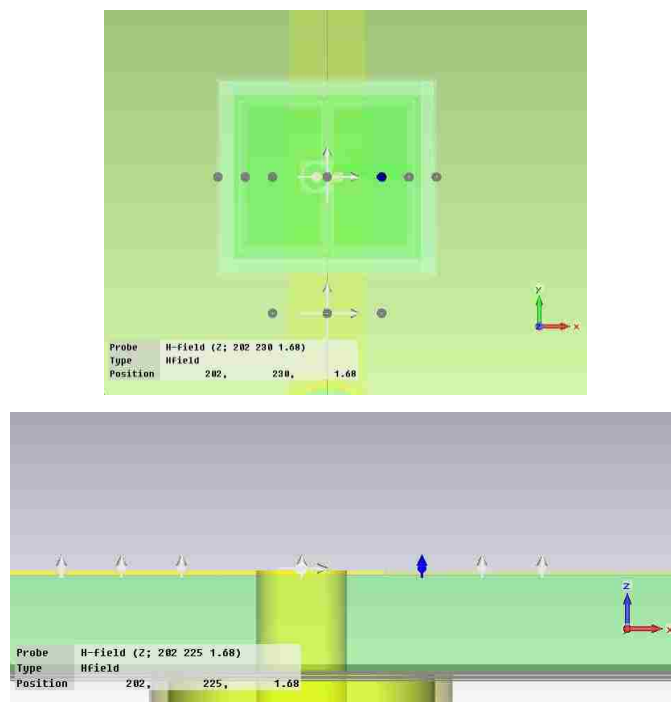 y
x
z
Probe H-field (Z; 202 230 1.68)
Type Hfield
Position 202, 230, 1.68
z
x
Probe H-field (Z; 202 225 1.68)
Type Hfield
Position 202, 225, 1.68